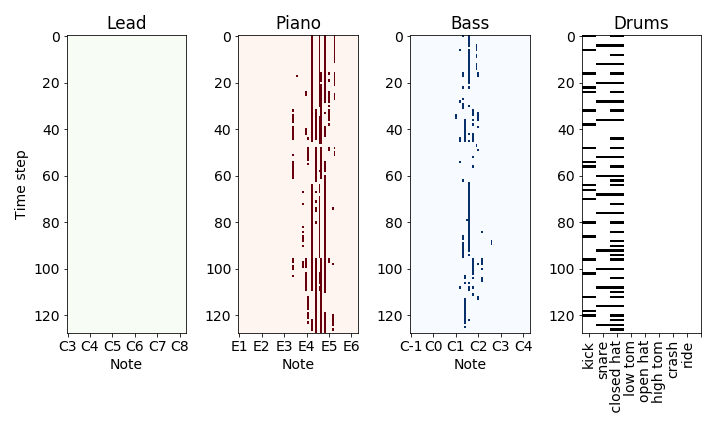 Lead
Piano
Bass
Drums
Time step
0
20
40
60
80
100
120
C3 C4 C5 C6 C7 C8
Note
0
20
40
60
80
100
120
E1 E2 E3 E4 E5 E6
Note
0
20
40
60
80
100
120
C-1 C0 C1 C2 C3 C4
Note
0
20
40
60
80
100
120
kick
snare
closed hat
low tom
open hat
high tom
crash
ride